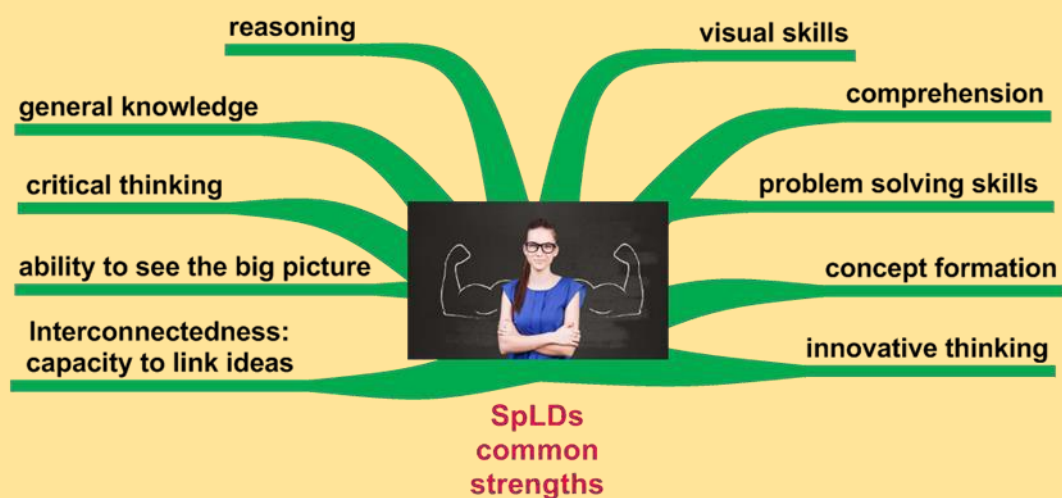 reasoning
visual skills
general knowledge
comprehension
critical thinking
problem solving skills
ability to see the big picture
concept formation
Interconnectedness:
capacity to link ideas
innovative thinking
SpLDs
common
strengths